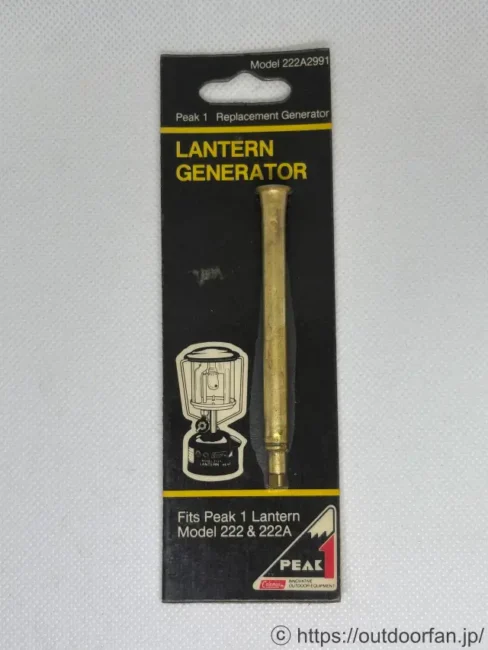 Model 222A2991
Peak 1 Replacement Generator
LANTERN
GENERATOR
Fits Peak 1 Lantern
Model 222 & 222A
PEAK 1
Coleman
INNOVATIVE
OUTDOOR EQUIPMENT
© https://outdoorfan.jp/